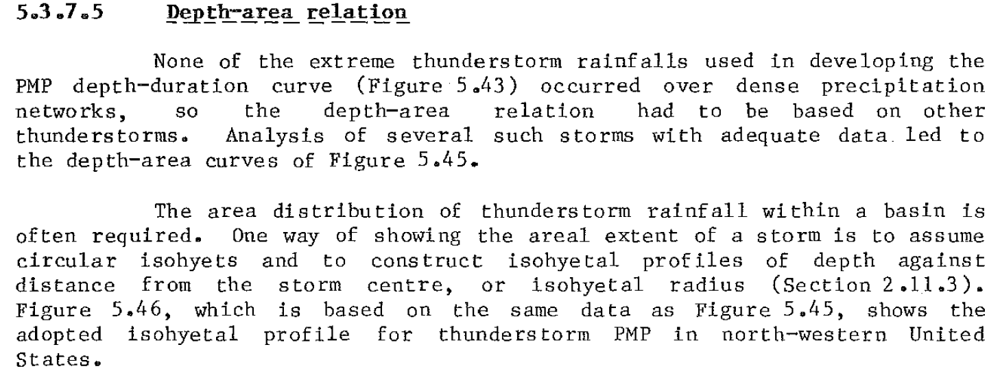 5.3.7.5 Depth-area relation
None of the extreme thunderstorm rainfalls used in developing the
PMP depth-duration curve (Figure 5.43) occurred over dense precipitation
networks, so the depth-area relation had to be based on other
thunderstorms. Analysis of several such storms with adequate data led to
the depth-area curves of Figure 5.45.
The area distribution of thunderstorm rainfall within a basin is
often required. One way of showing the areal extent of a storm is to assume
circular isohyets and to construct isohyetal profiles of depth against
distance from the storm centre, or isohyetal radius (Section 2.11.3).
Figure 5.46, which is based on the same data as Figure 5.45, shows the
adopted isohyetal profile for thunderstorm PMP in north-western United
States.